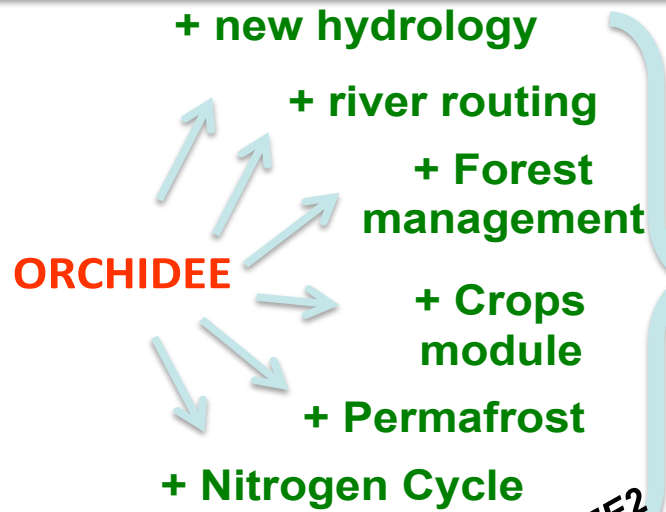 + new hydrology
+ river routing
+ Forest
management
ORCHIDEE
+ Crops
module
+ Permafrost
+ Nitrogen Cycle